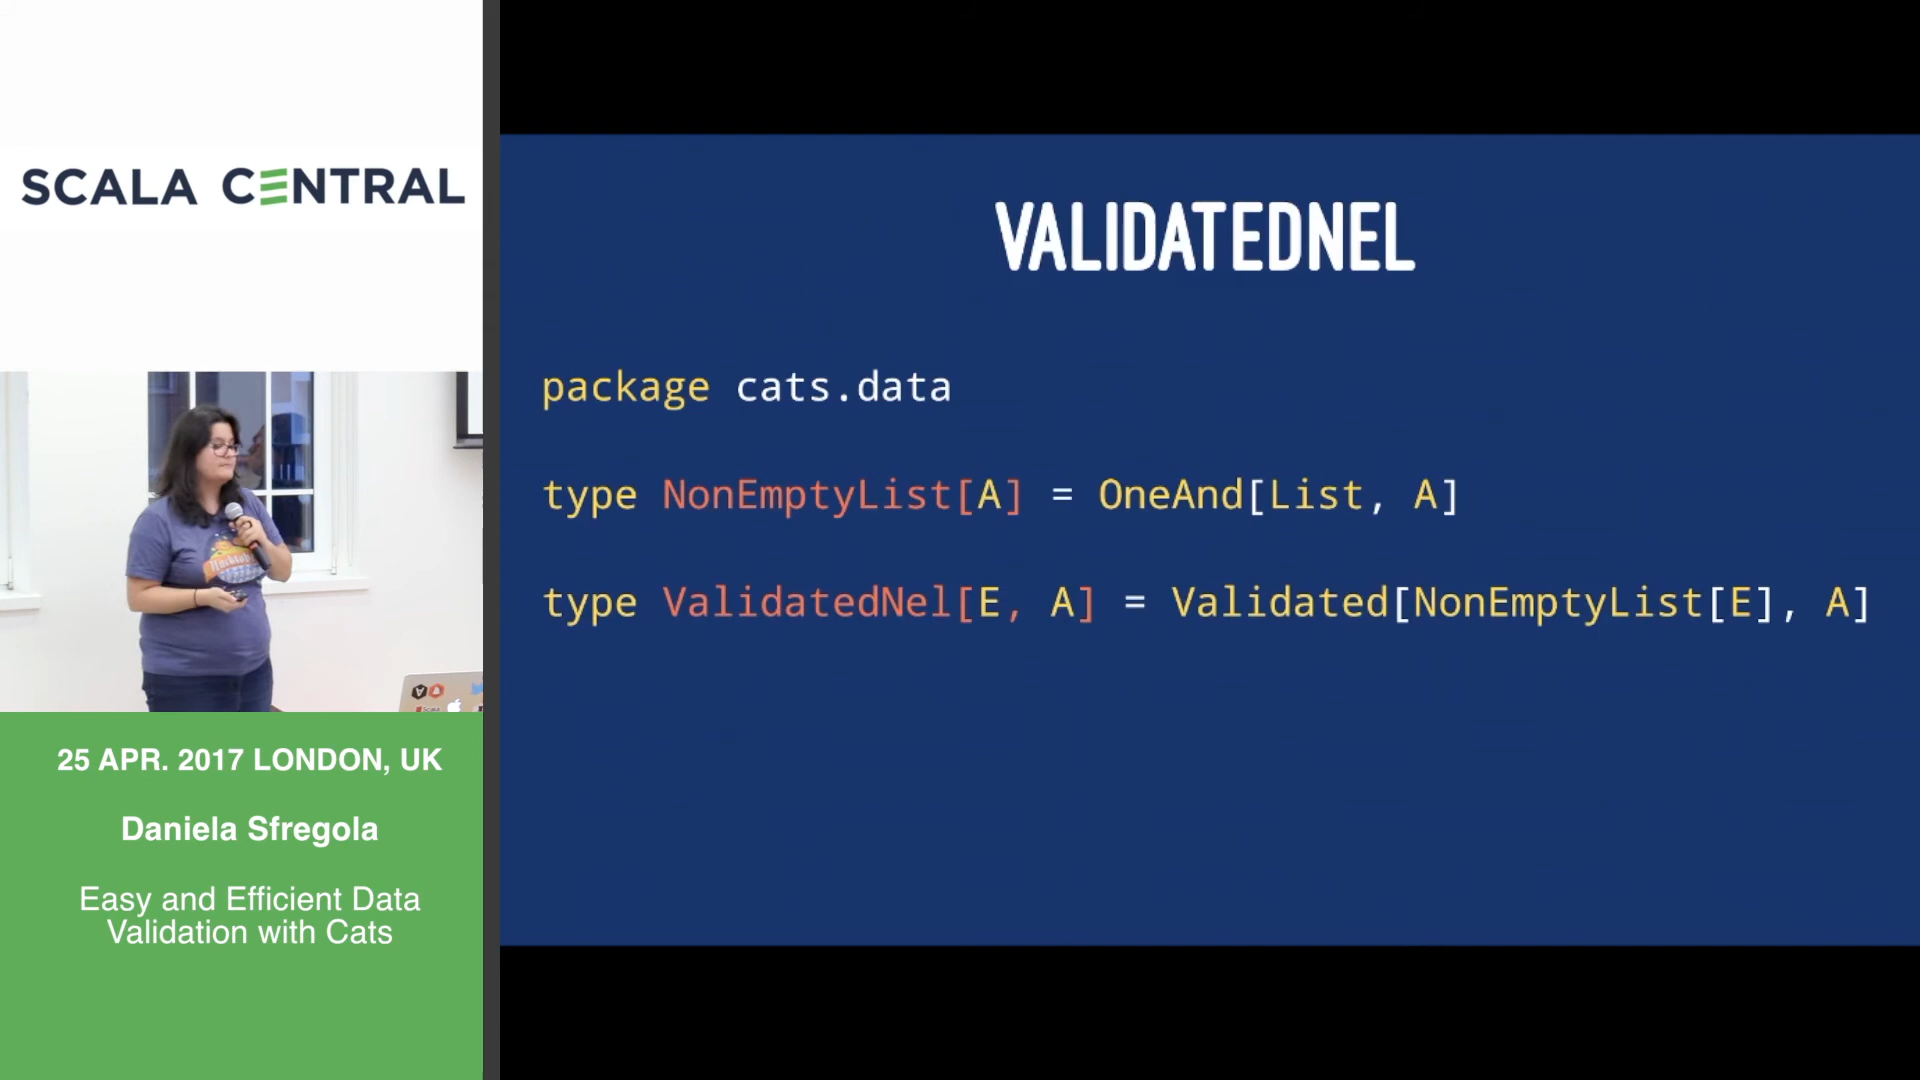 SCALA CENTRAL
25 APR. 2017 LONDON, UK
Daniela Sfregola
Easy and Efficient Data
Validation with Cats
VALIDATEDNEL
package cats.data
type NonEmptyList[A] = OneAnd[List, A]
type ValidatedNel[E, A] = Validated[NonEmptyList[E], A]